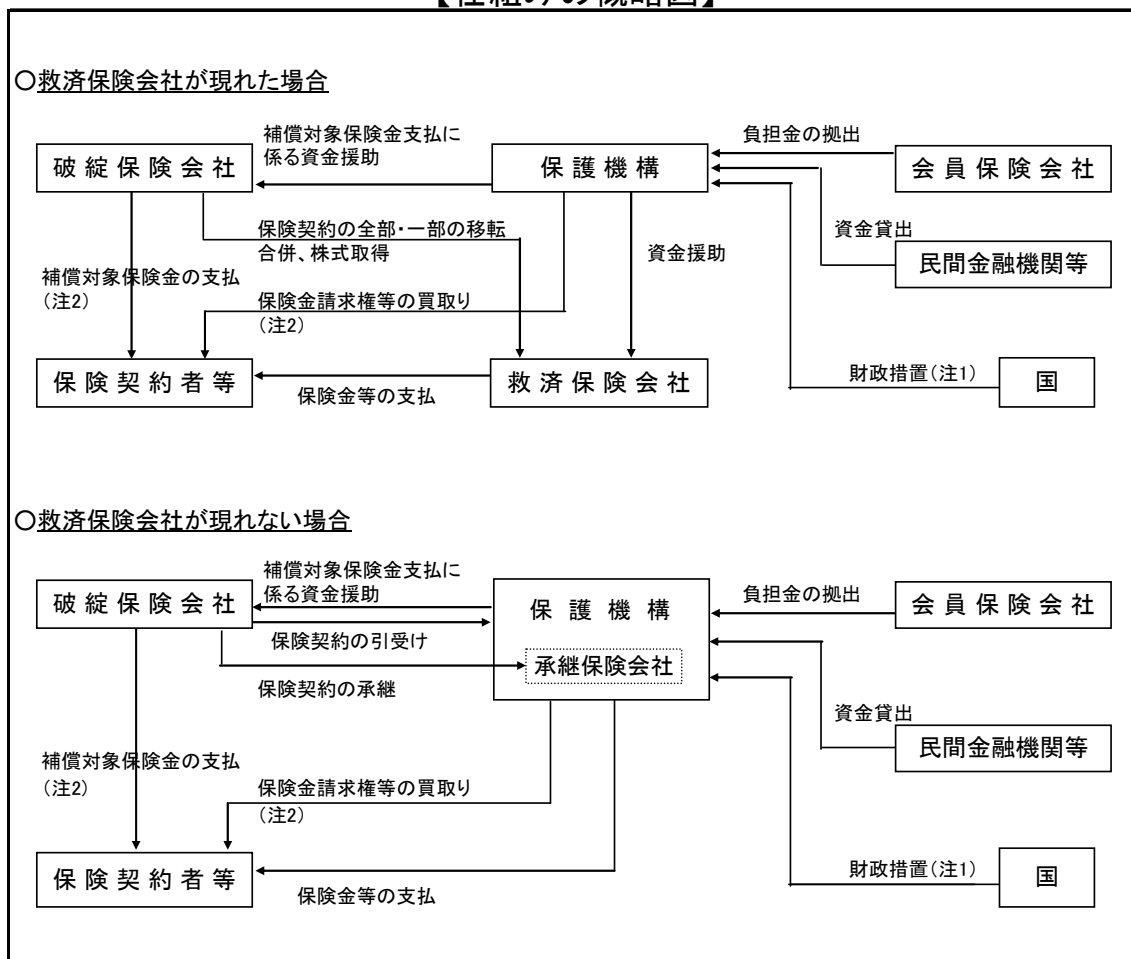 【仕組みの概略図】
○救済保険会社が現れた場合
補償対象保険金支払に
係る資金援助
負担金の拠出
破綻保険会社
保護機構
会員保険会社
保険契約の全部・一部の移転
合併、株式取得
資金援助
資金貸出
民間金融機関等
補償対象保険金の支払
(注2)
保険金請求権等の買取り
(注2)
保険契約者等
保険金等の支払
救済保険会社
財政措置(注1)
国
○救済保険会社が現れない場合
補償対象保険金支払に
係る資金援助
負担金の拠出
破綻保険会社
保護機構
会員保険会社
保険契約の引受け
承継保険会社
保険契約の承継
資金貸出
民間金融機関等
補償対象保険金の支払
(注2)
保険金請求権等の買取り
(注2)
保険契約者等
保険金等の支払
財政措置(注1)
国